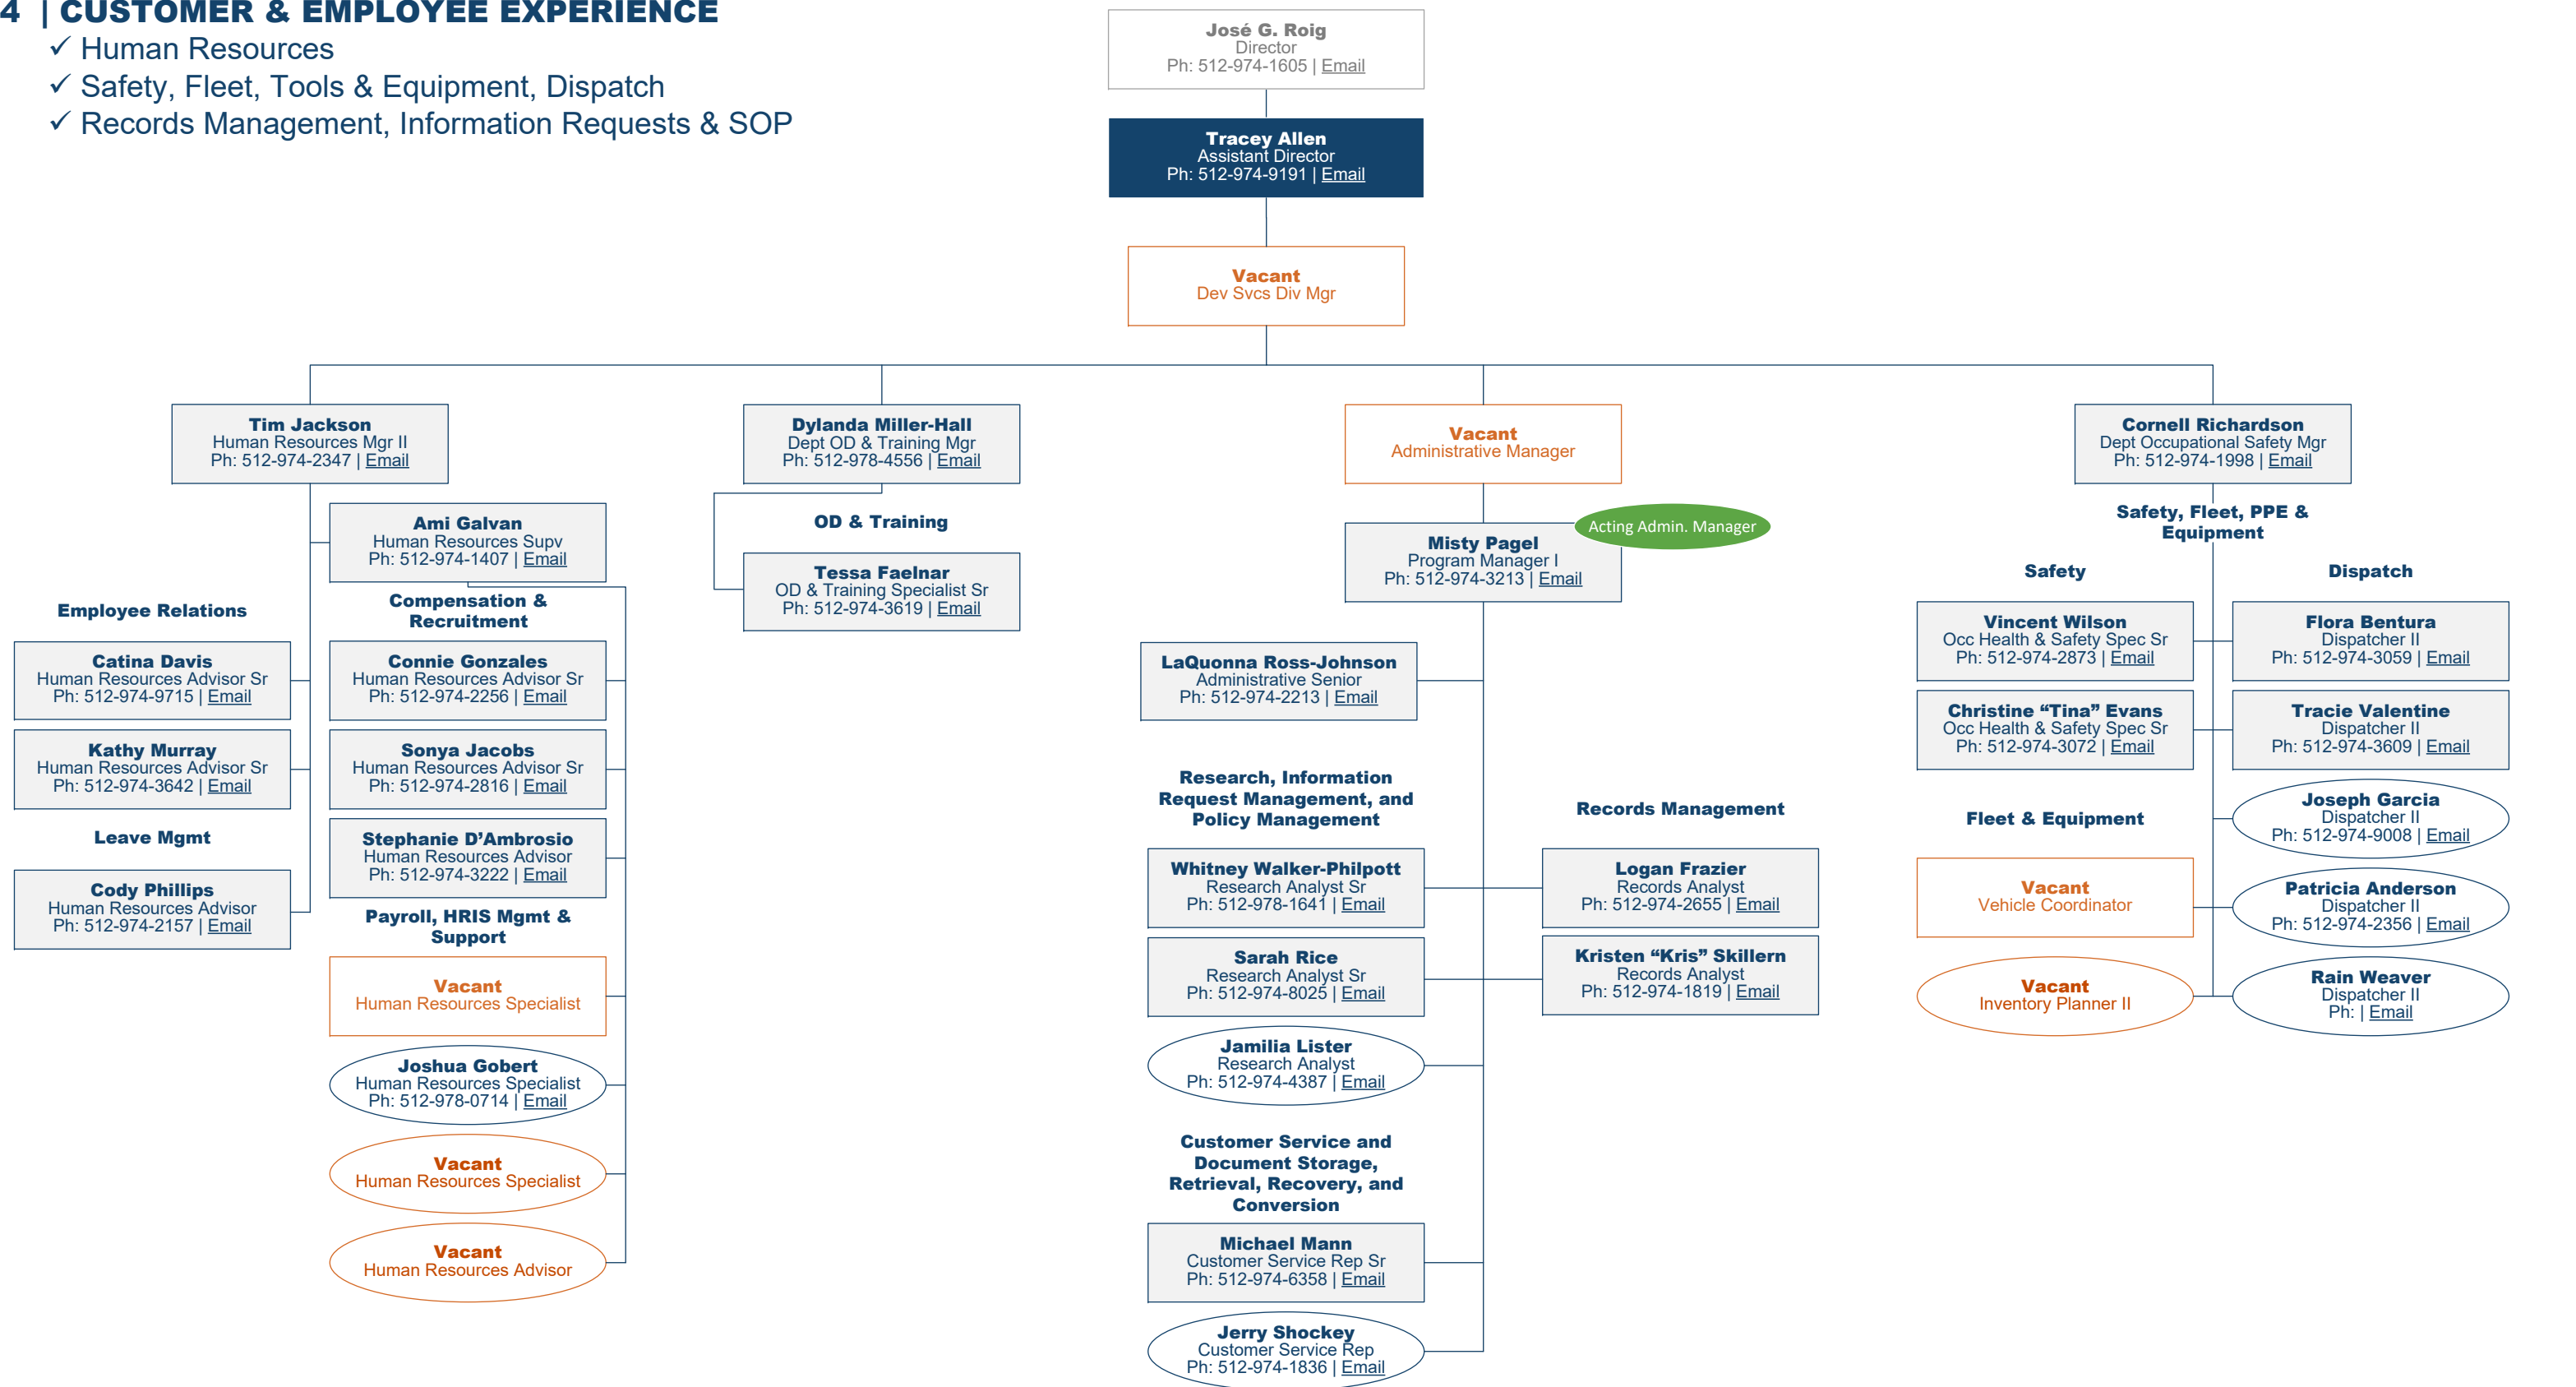 4 | CUSTOMER & EMPLOYEE EXPERIENCE
✓ Human Resources
✓ Safety, Fleet, Tools & Equipment, Dispatch
✓ Records Management, Information Requests & SOP
José G. Roig
Director
Ph: 512-974-1605 | Email
Tracey Allen
Assistant Director
Ph: 512-974-9191 | Email
Vacant
Dev Svcs Div Mgr
Tim Jackson
Human Resources Mgr II
Ph: 512-974-2347 | Email
Ami Galvan
Human Resources Supv
Ph: 512-974-1407 | Email
Employee Relations
Catina Davis
Human Resources Advisor Sr
Ph: 512-974-9715 | Email
Kathy Murray
Human Resources Advisor Sr
Ph: 512-974-3642 | Email
Leave Mgmt
Cody Phillips
Human Resources Advisor
Ph: 512-974-2157 | Email
Compensation &
Recruitment
Connie Gonzales
Human Resources Advisor Sr
Ph: 512-974-2256 | Email
Sonya Jacobs
Human Resources Advisor Sr
Ph: 512-974-2816 | Email
Stephanie D’Ambrosio
Human Resources Advisor
Ph: 512-974-3222 | Email
Payroll, HRIS Mgmt &
Support
Vacant
Human Resources Specialist
Joshua Gobert
Human Resources Specialist
Ph: 512-978-0714 | Email
Vacant
Human Resources Specialist
Vacant
Human Resources Advisor
Dylanda Miller-Hall
Dept OD & Training Mgr
Ph: 512-978-4556 | Email
OD & Training
Tessa Faelnar
OD & Training Specialist Sr
Ph: 512-974-3619 | Email
Vacant
Administrative Manager
Acting Admin. Manager
Misty Pagel
Program Manager I
Ph: 512-974-3213 | Email
LaQuonna Ross-Johnson
Administrative Senior
Ph: 512-974-2213 | Email
Research, Information
Request Management, and
Policy Management
Whitney Walker-Philpott
Research Analyst Sr
Ph: 512-978-1641 | Email
Sarah Rice
Research Analyst Sr
Ph: 512-974-8025 | Email
Jamilia Lister
Research Analyst
Ph: 512-974-4387 | Email
Customer Service and
Document Storage,
Retrieval, Recovery, and
Conversion
Michael Mann
Customer Service Rep Sr
Ph: 512-974-6358 | Email
Jerry Shockey
Customer Service Rep
Ph: 512-974-1836 | Email
Records Management
Logan Frazier
Records Analyst
Ph: 512-974-2655 | Email
Kristen “Kris” Skillern
Records Analyst
Ph: 512-974-1819 | Email
Cornell Richardson
Dept Occupational Safety Mgr
Ph: 512-974-1998 | Email
Safety, Fleet, PPE &
Equipment
Safety
Vincent Wilson
Occ Health & Safety Spec Sr
Ph: 512-974-2873 | Email
Christine “Tina” Evans
Occ Health & Safety Spec Sr
Ph: 512-974-3072 | Email
Fleet & Equipment
Vacant
Vehicle Coordinator
Vacant
Inventory Planner II
Dispatch
Flora Bentura
Dispatcher II
Ph: 512-974-3059 | Email
Tracie Valentine
Dispatcher II
Ph: 512-974-3609 | Email
Joseph Garcia
Dispatcher II
Ph: 512-974-9008 | Email
Patricia Anderson
Dispatcher II
Ph: 512-974-2356 | Email
Rain Weaver
Dispatcher II
Ph: | Email